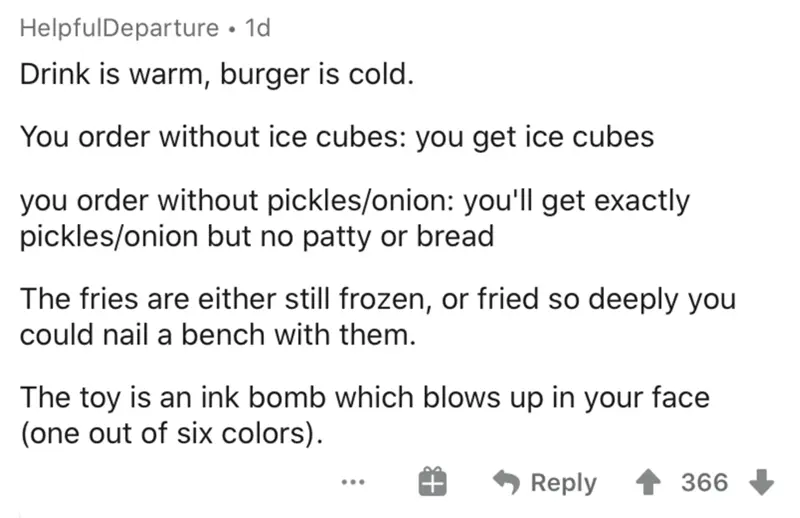 HelpfulDeparture • 1d
Drink is warm, burger is cold.
You order without ice cubes: you get ice cubes
you order without pickles/onion: you'll get exactly
pickles/onion but no patty or bread
The fries are either still frozen, or fried so deeply you
could nail a bench with them.
The toy is an ink bomb which blows up in your face
(one out of six colors).
... Reply 366